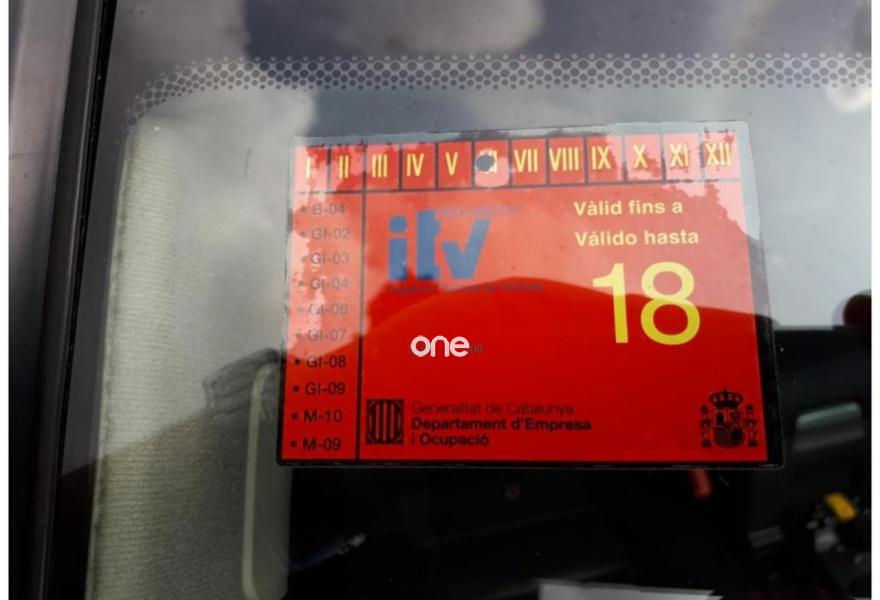 I II III IV V VI VII VIII IX X XI XII
B-04
GI-02
GI-03
GI-04
GI-06
GI-07
GI-08
GI-09
M-10
M-09
itv
Vàlid fins a
Válido hasta
18
one
Generalitat de Catalunya
Departament d'Empresa
i Ocupació